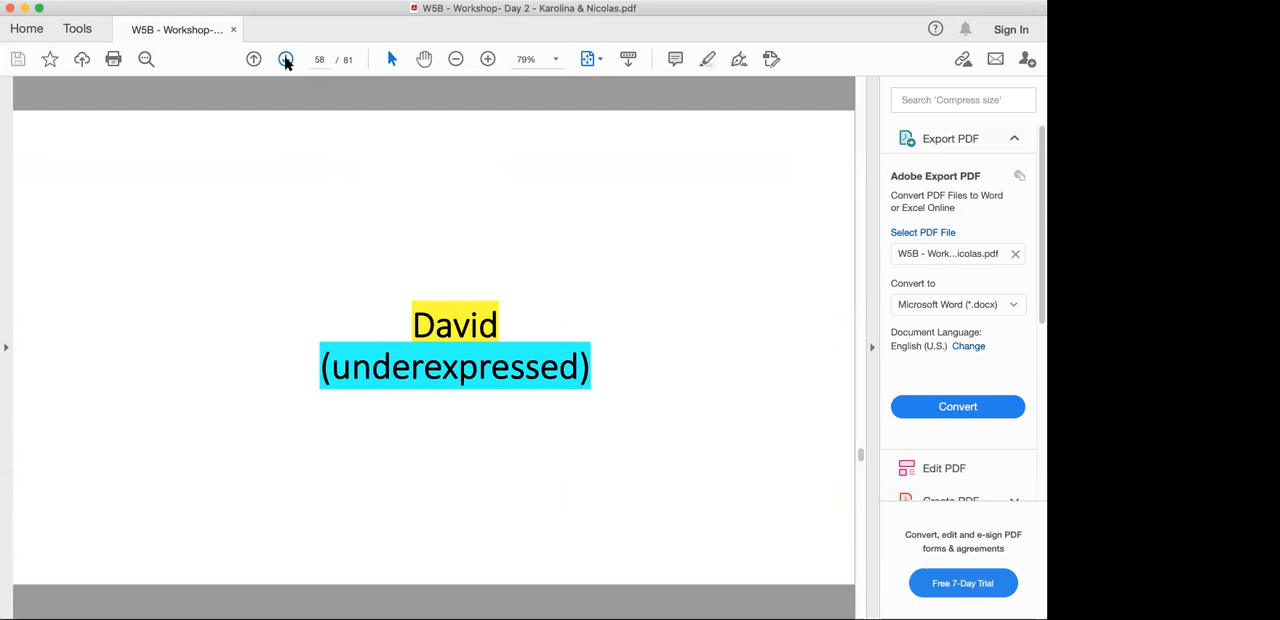 W5B - Workshop- Day 2 - Karolina & Nicolas.pdf
Home
Tools
W5B - Workshop-... ×
Sign In
58 / 81
79%
Search 'Compress size'
Export PDF
Adobe Export PDF
Convert PDF Files to Word
or Excel Online
Select PDF File
W5B - Work...icolas.pdf
Convert to
Microsoft Word (*.docx)
Document Language:
English (U.S.) Change
Convert
Edit PDF
Create PDF
Convert, edit and e-sign PDF
forms & agreements
Free 7-Day Trial
David
(underexpressed)